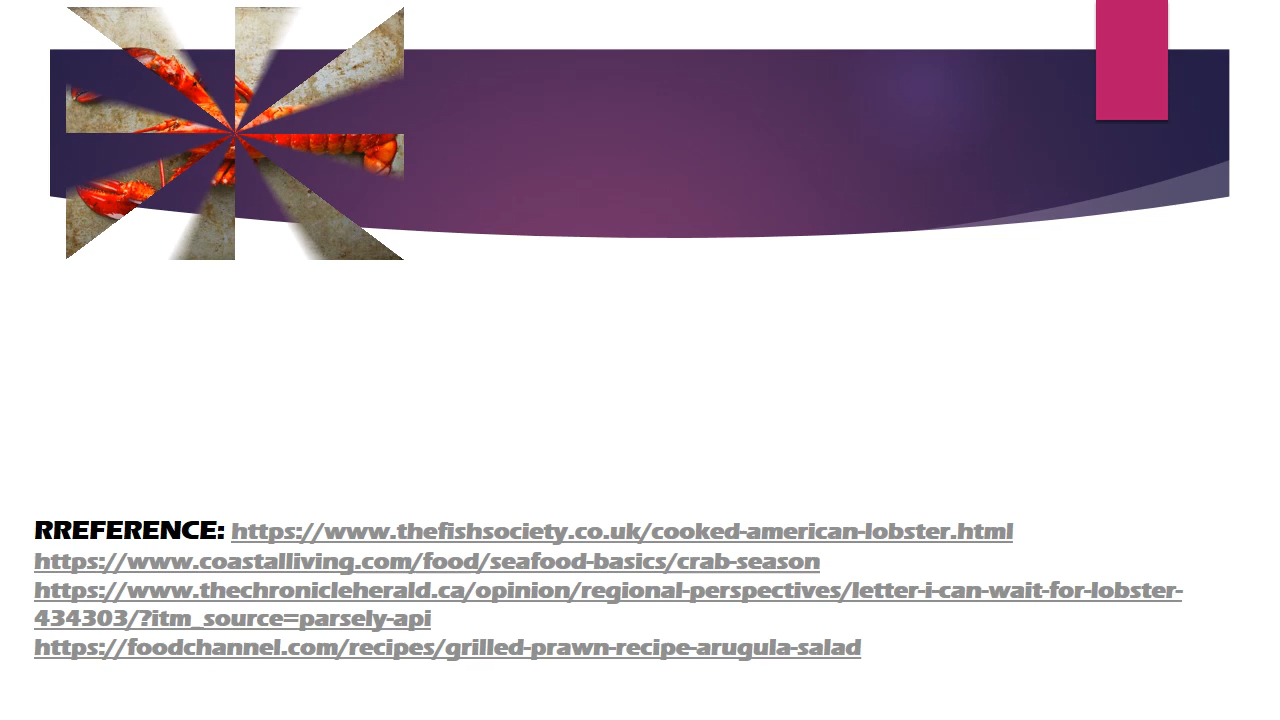 RREFERENCE: https://www.thefishsociety.co.uk/cooked-american-lobster.html
https://www.coastalliving.com/food/seafood-basics/crab-season
https://www.thechronicleherald.ca/opinion/regional-perspectives/letter-i-can-wait-for-lobster-
434303/?itm_source=parsely-api
https://foodchannel.com/recipes/grilled-prawn-recipe-arugula-salad